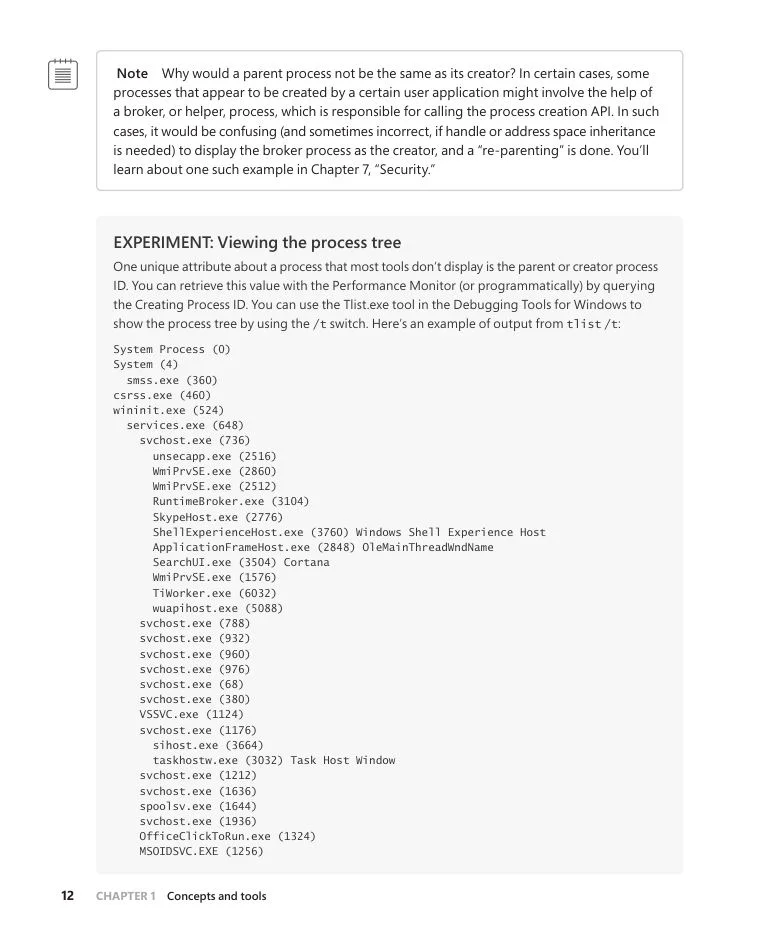 Note Why would a parent process not be the same as its creator? In certain cases, some
processes that appear to be created by a certain user application might involve the help of
a broker, or helper, process, which is responsible for calling the process creation API. In such
cases, it would be confusing (and sometimes incorrect, if handle or address space inheritance
is needed) to display the broker process as the creator, and a “re-parenting” is done. You’ll
learn about one such example in Chapter 7, “Security.”
EXPERIMENT: Viewing the process tree
One unique attribute about a process that most tools don’t display is the parent or creator process
ID. You can retrieve this value with the Performance Monitor (or programmatically) by querying
the Creating Process ID. You can use the Tlist.exe tool in the Debugging Tools for Windows to
show the process tree by using the /t switch. Here’s an example of output from tlist /t:
System Process (0)
System (4)
  smss.exe (360)
csrss.exe (460)
wininit.exe (524)
  services.exe (648)
    svchost.exe (736)
      unsecapp.exe (2516)
      WmiPrvSE.exe (2860)
      WmiPrvSE.exe (2512)
      RuntimeBroker.exe (3104)
      SkypeHost.exe (2776)
      ShellExperienceHost.exe (3760) Windows Shell Experience Host
      ApplicationFrameHost.exe (2848) OleMainThreadWndName
      SearchUI.exe (3504) Cortana
      WmiPrvSE.exe (1576)
      TiWorker.exe (6032)
      wuapihost.exe (5088)
    svchost.exe (788)
    svchost.exe (932)
    svchost.exe (960)
    svchost.exe (976)
    svchost.exe (68)
    svchost.exe (380)
    VSSVC.exe (1124)
    svchost.exe (1176)
      sihost.exe (3664)
      taskhostw.exe (3032) Task Host Window
    svchost.exe (1212)
    svchost.exe (1636)
    spoolsv.exe (1644)
    svchost.exe (1936)
    OfficeClickToRun.exe (1324)
    MSOIDSVC.EXE (1256)
12 CHAPTER 1 Concepts and tools